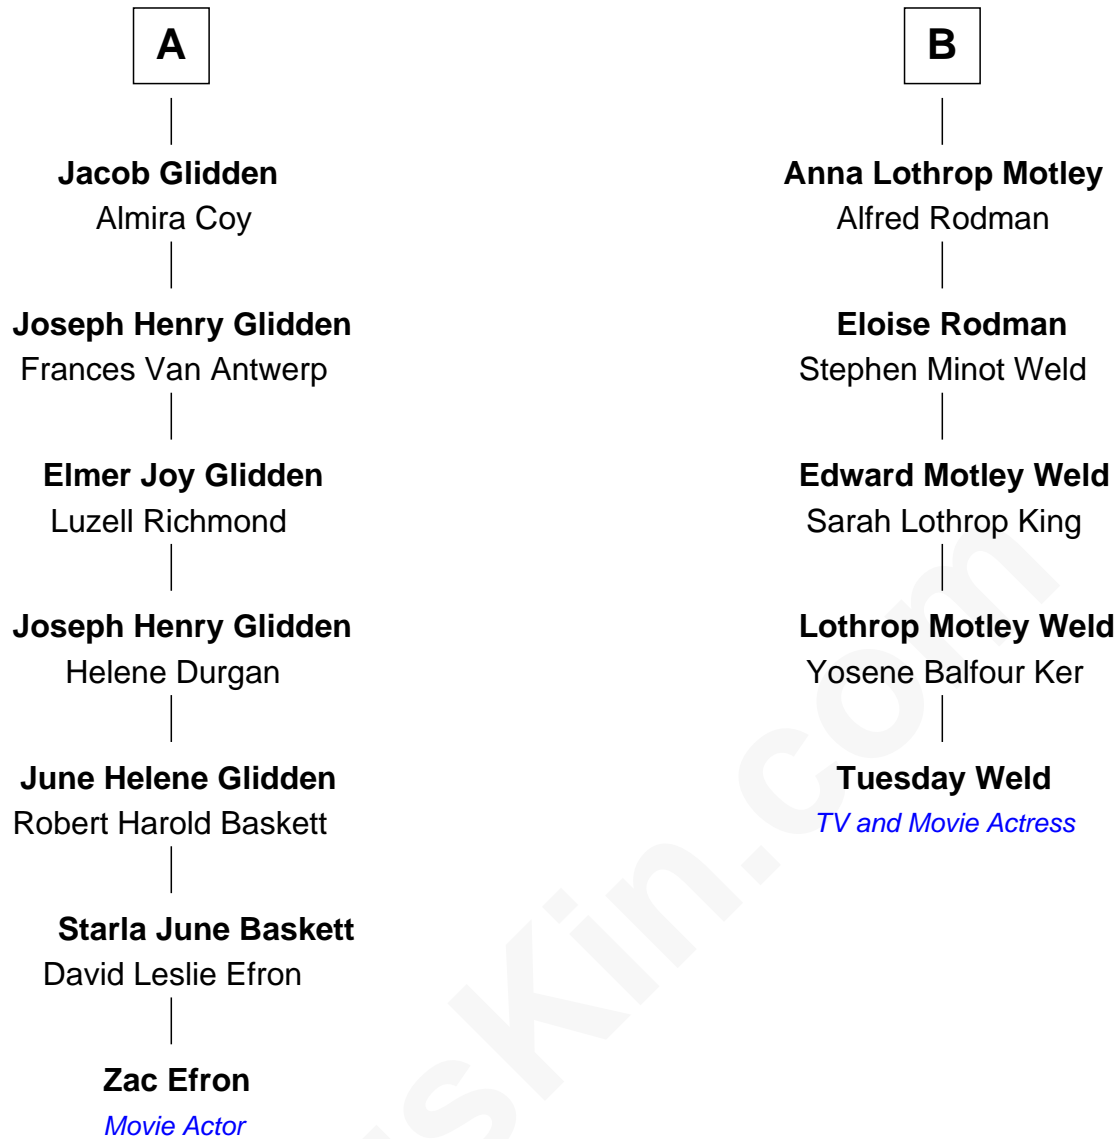 A
Jacob Glidden
Almira Coy
Joseph Henry Glidden
Frances Van Antwerp
Elmer Joy Glidden
Luzell Richmond
Joseph Henry Glidden
Helene Durgan
June Helene Glidden
Robert Harold Baskett
Starla June Baskett
David Leslie Efron
Zac Efron
Movie Actor
B
Anna Lothrop Motley
Alfred Rodman
Eloise Rodman
Stephen Minot Weld
Edward Motley Weld
Sarah Lothrop King
Lothrop Motley Weld
Yosene Balfour Ker
Tuesday Weld
TV and Movie Actress